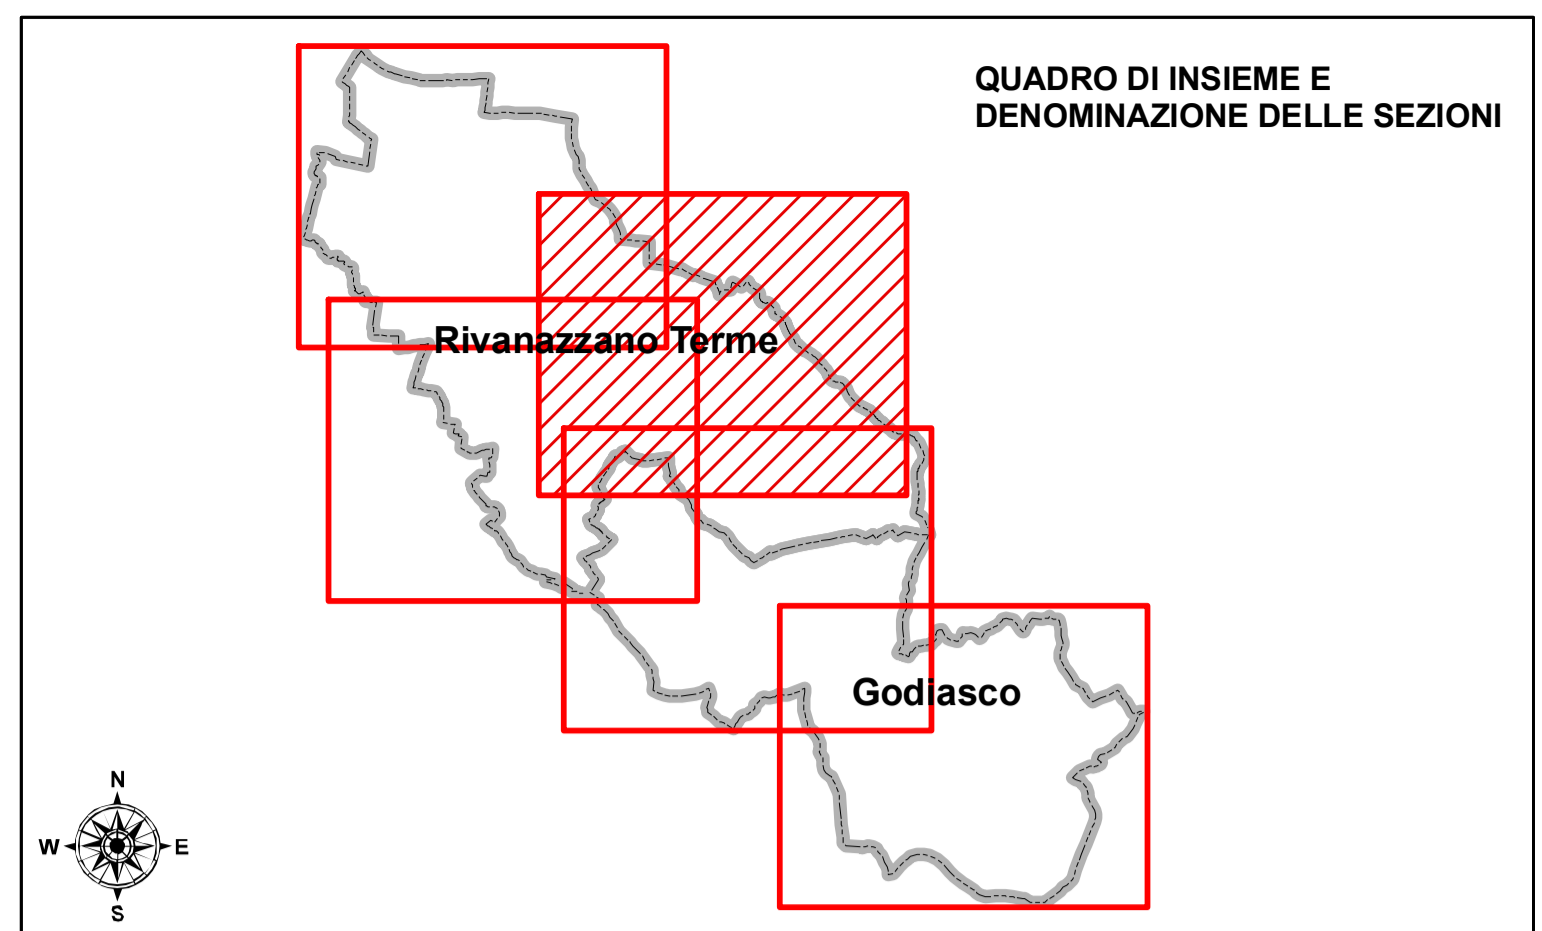 QUADRO DI INSIEME E
DENOMINAZIONE DELLE SEZIONI
Rivanazzano Terme
Godiasco
N
W E
S